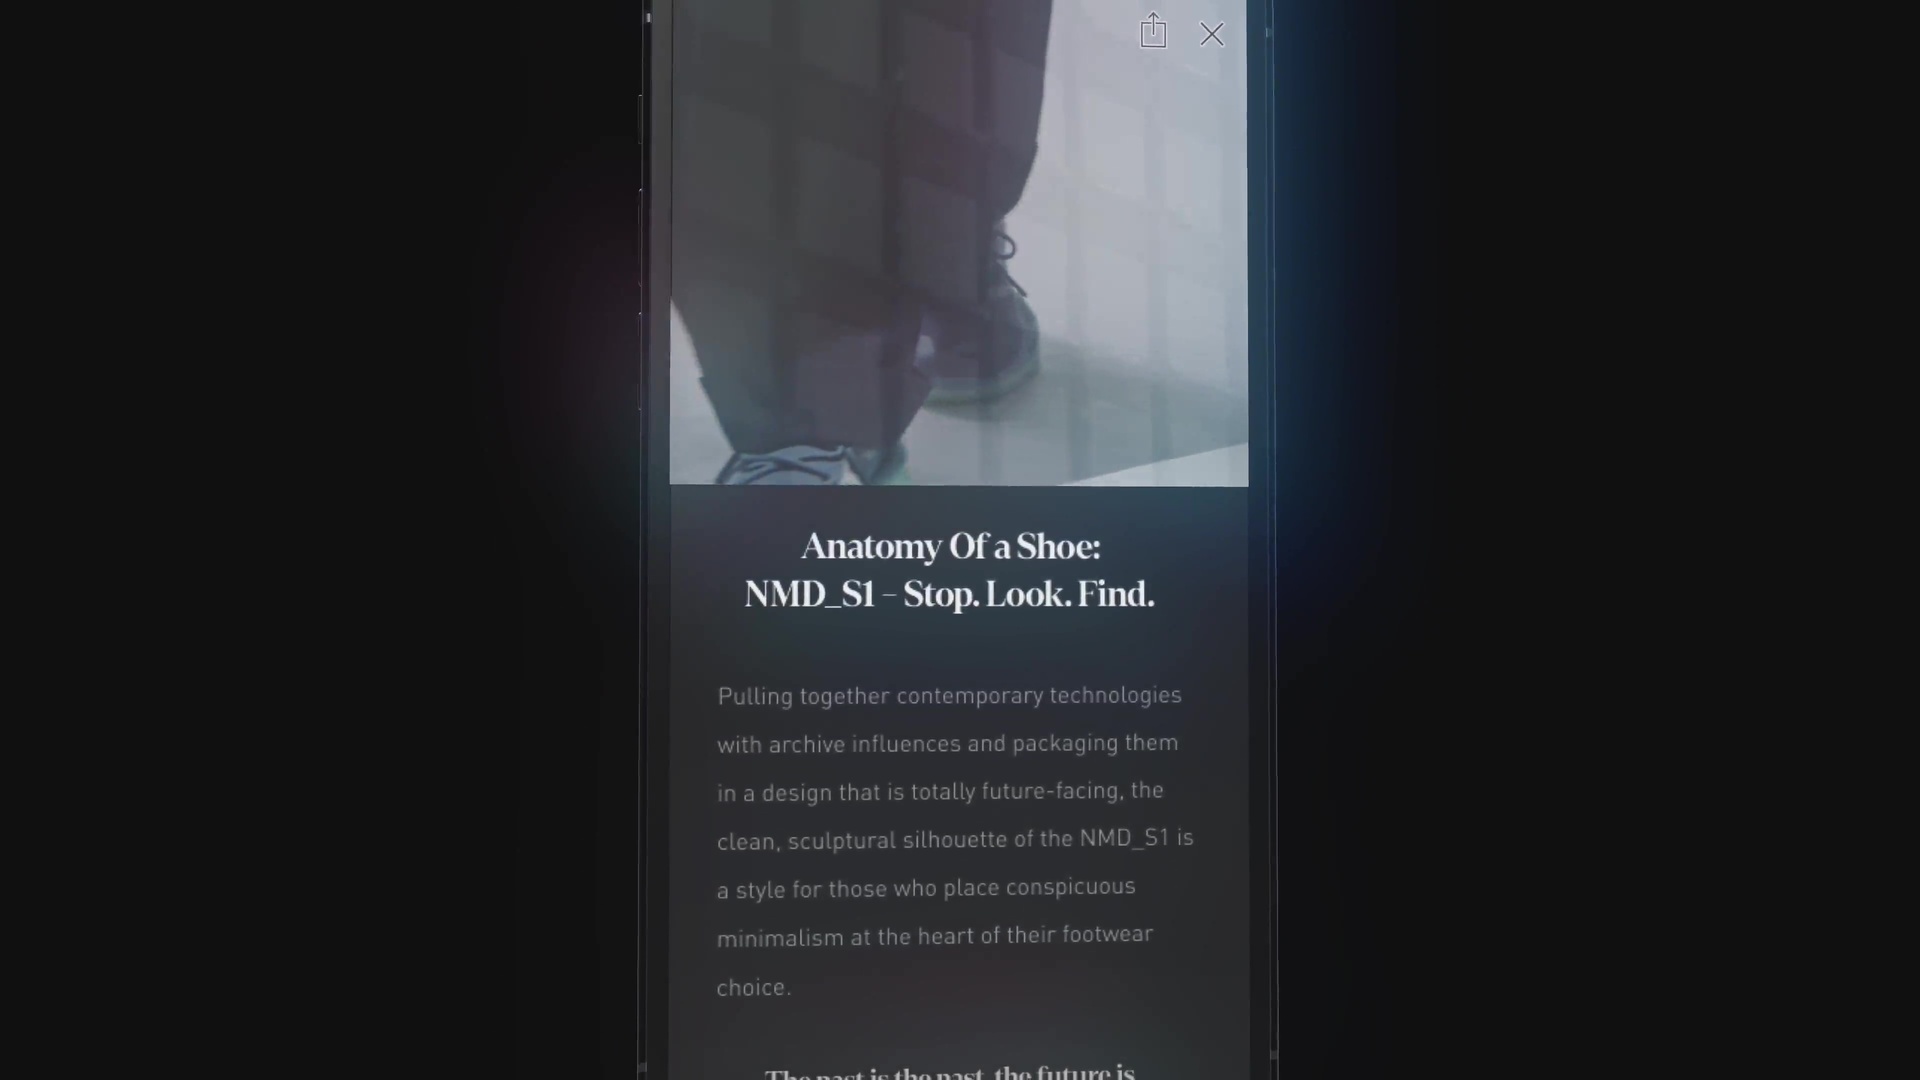 Anatomy Of a Shoe:
NMD_S1 – Stop. Look. Find.
Pulling together contemporary technologies
with archive influences and packaging them
in a design that is totally future-facing, the
clean, sculptural silhouette of the NMD_S1 is
a style for those who place conspicuous
minimalism at the heart of their footwear
choice.
The past is the past, the future is